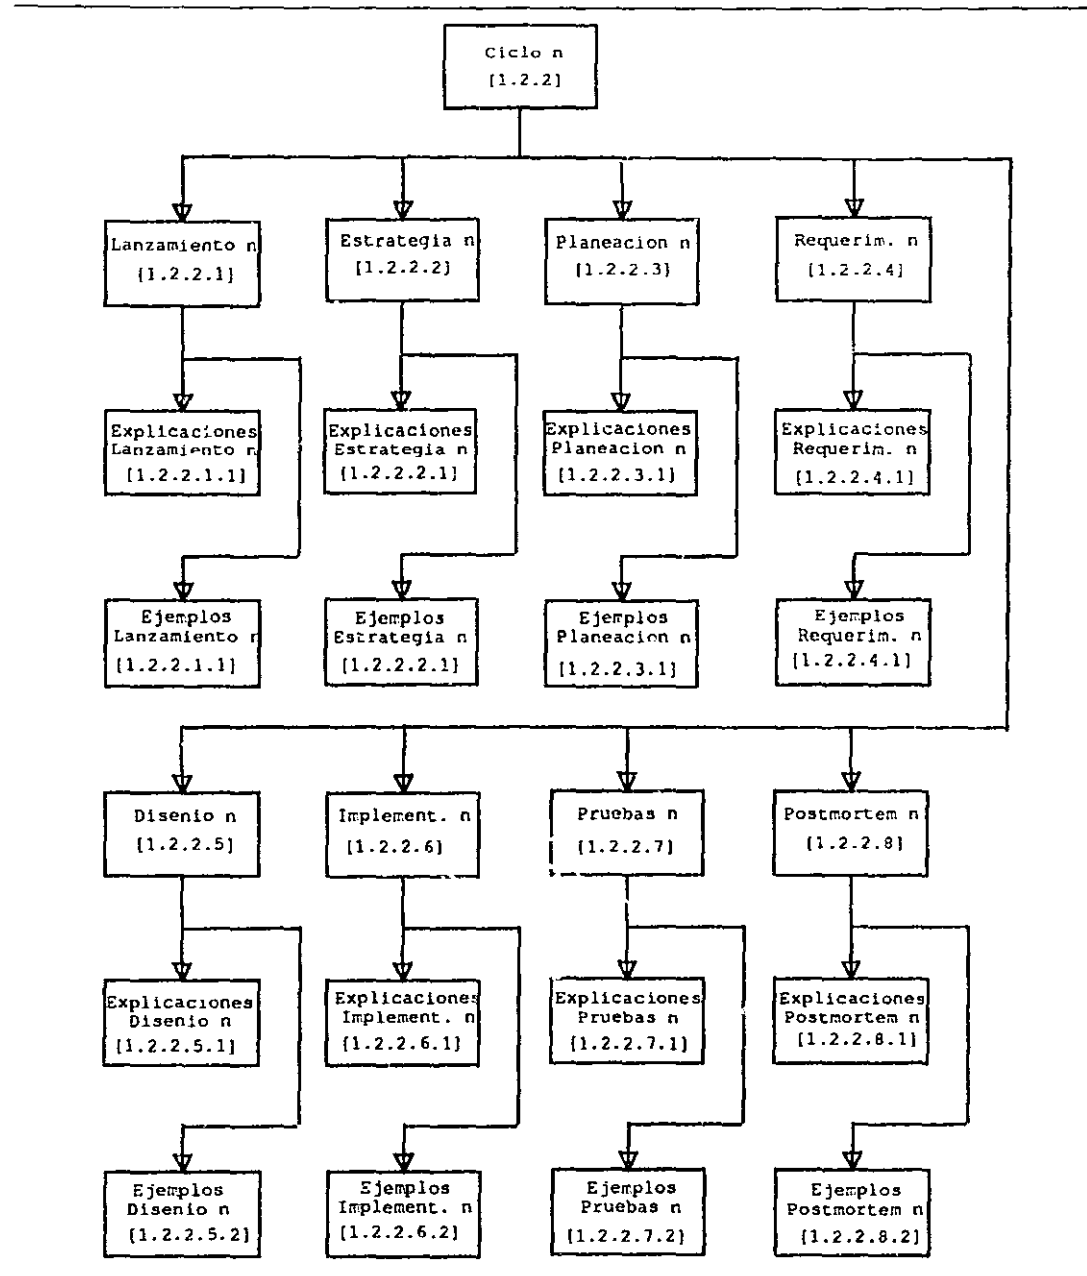 Ciclo n
[1.2.2]
Lanzamiento n
[1.2.2.1]
Estrategia n
[1.2.2.2]
Planeacion n
[1.2.2.3]
Requerim. n
[1.2.2.4]
Explicaciones
Lanzamiento n
[1.2.2.1.1]
Explicaciones
Estrategia n
[1.2.2.2.1]
Explicaciones
Planeacion n
[1.2.2.3.1]
Explicaciones
Requerim. n
[1.2.2.4.1]
Ejemplos
Lanzamiento n
[1.2.2.1.1]
Ejemplos
Estrategia n
[1.2.2.2.1]
Ejemplos
Planeacion n
[1.2.2.3.1]
Ejemplos
Requerim. n
[1.2.2.4.1]
Disenio n
[1.2.2.5]
Implement. n
[1.2.2.6]
Pruebas n
[1.2.2.7]
Postmortem n
[1.2.2.8]
Explicaciones
Disenio n
[1.2.2.5.1]
Explicaciones
Implement. n
[1.2.2.6.1]
Explicaciones
Pruebas n
[1.2.2.7.1]
Explicaciones
Postmortem n
[1.2.2.8.1]
Ejemplos
Disenio n
[1.2.2.5.2]
Ejemplos
Implement. n
[1.2.2.6.2]
Ejemplos
Pruebas n
[1.2.2.7.2]
Ejemplos
Postmortem n
[1.2.2.8.2]